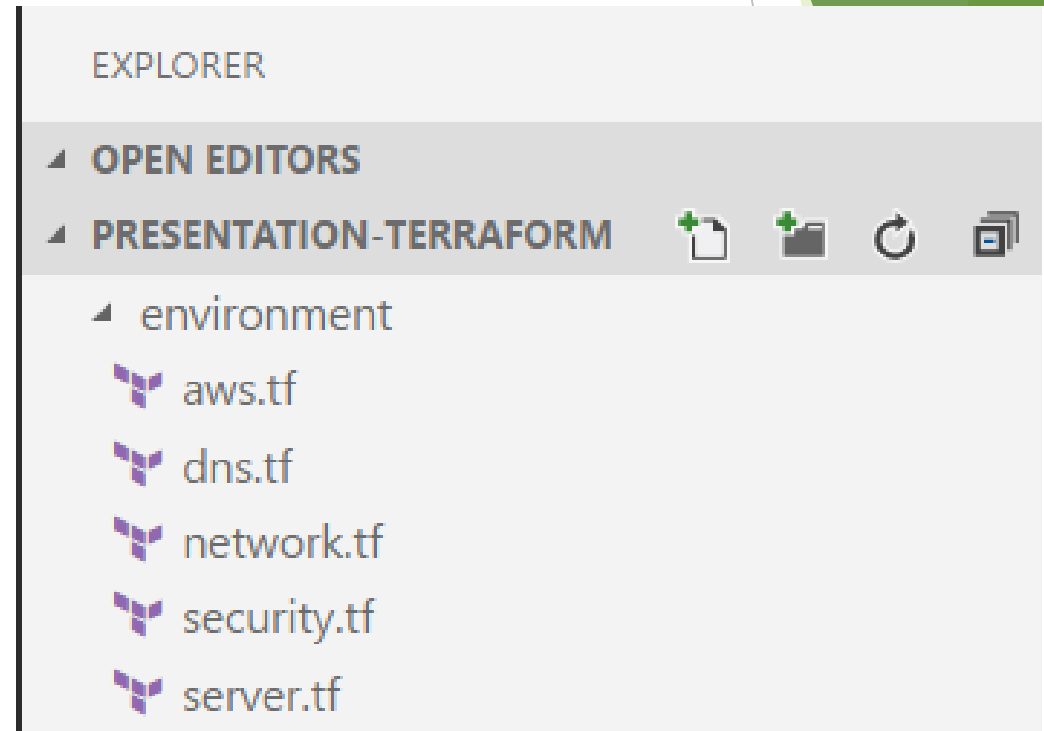 EXPLORER
OPEN EDITORS
PRESENTATION-TERRAFORM
environment
aws.tf
dns.tf
network.tf
security.tf
server.tf